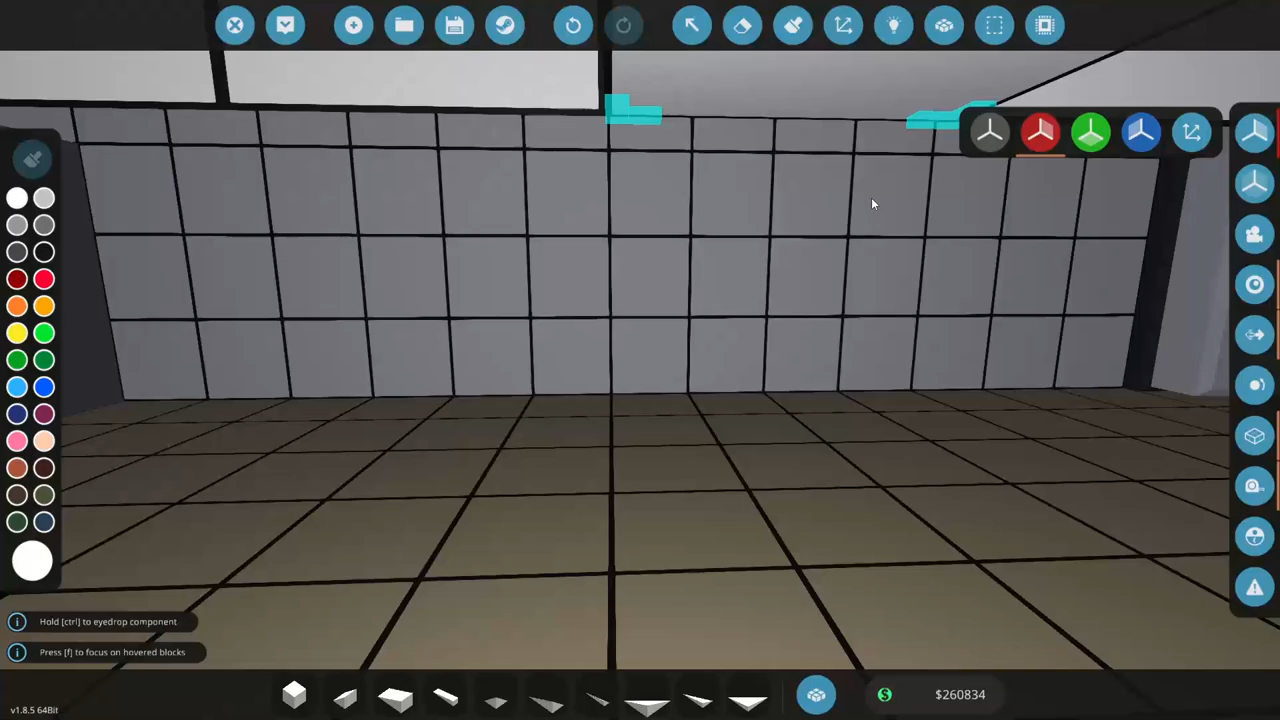 Hold [ctrl] to eyedrop component
Press [f] to focus on hovered blocks
$260834
v1.8.5 64Bit